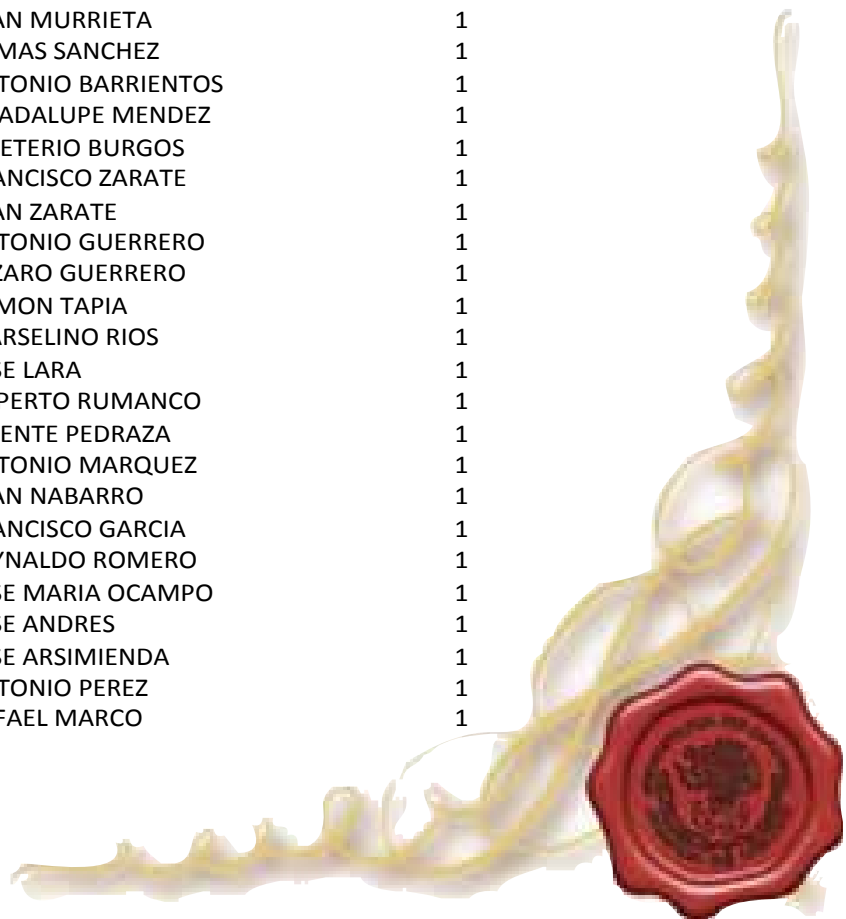 AN MURRIETA 1
MAS SANCHEZ 1
TONIO BARRIENTOS 1
ADALUPE MENDEZ 1
ETERIO BURGOS 1
ANCISCO ZARATE 1
AN ZARATE 1
TONIO GUERRERO 1
ZARO GUERRERO 1
MON TAPIA 1
ARSELINO RIOS 1
SE LARA 1
PERTO RUMANCO 1
ENTE PEDRAZA 1
TONIO MARQUEZ 1
AN NABARRO 1
ANCISCO GARCIA 1
YNALDO ROMERO 1
SE MARIA OCAMPO 1
SE ANDRES 1
SE ARSIMIENDA 1
TONIO PEREZ 1
FAEL MARCO 1